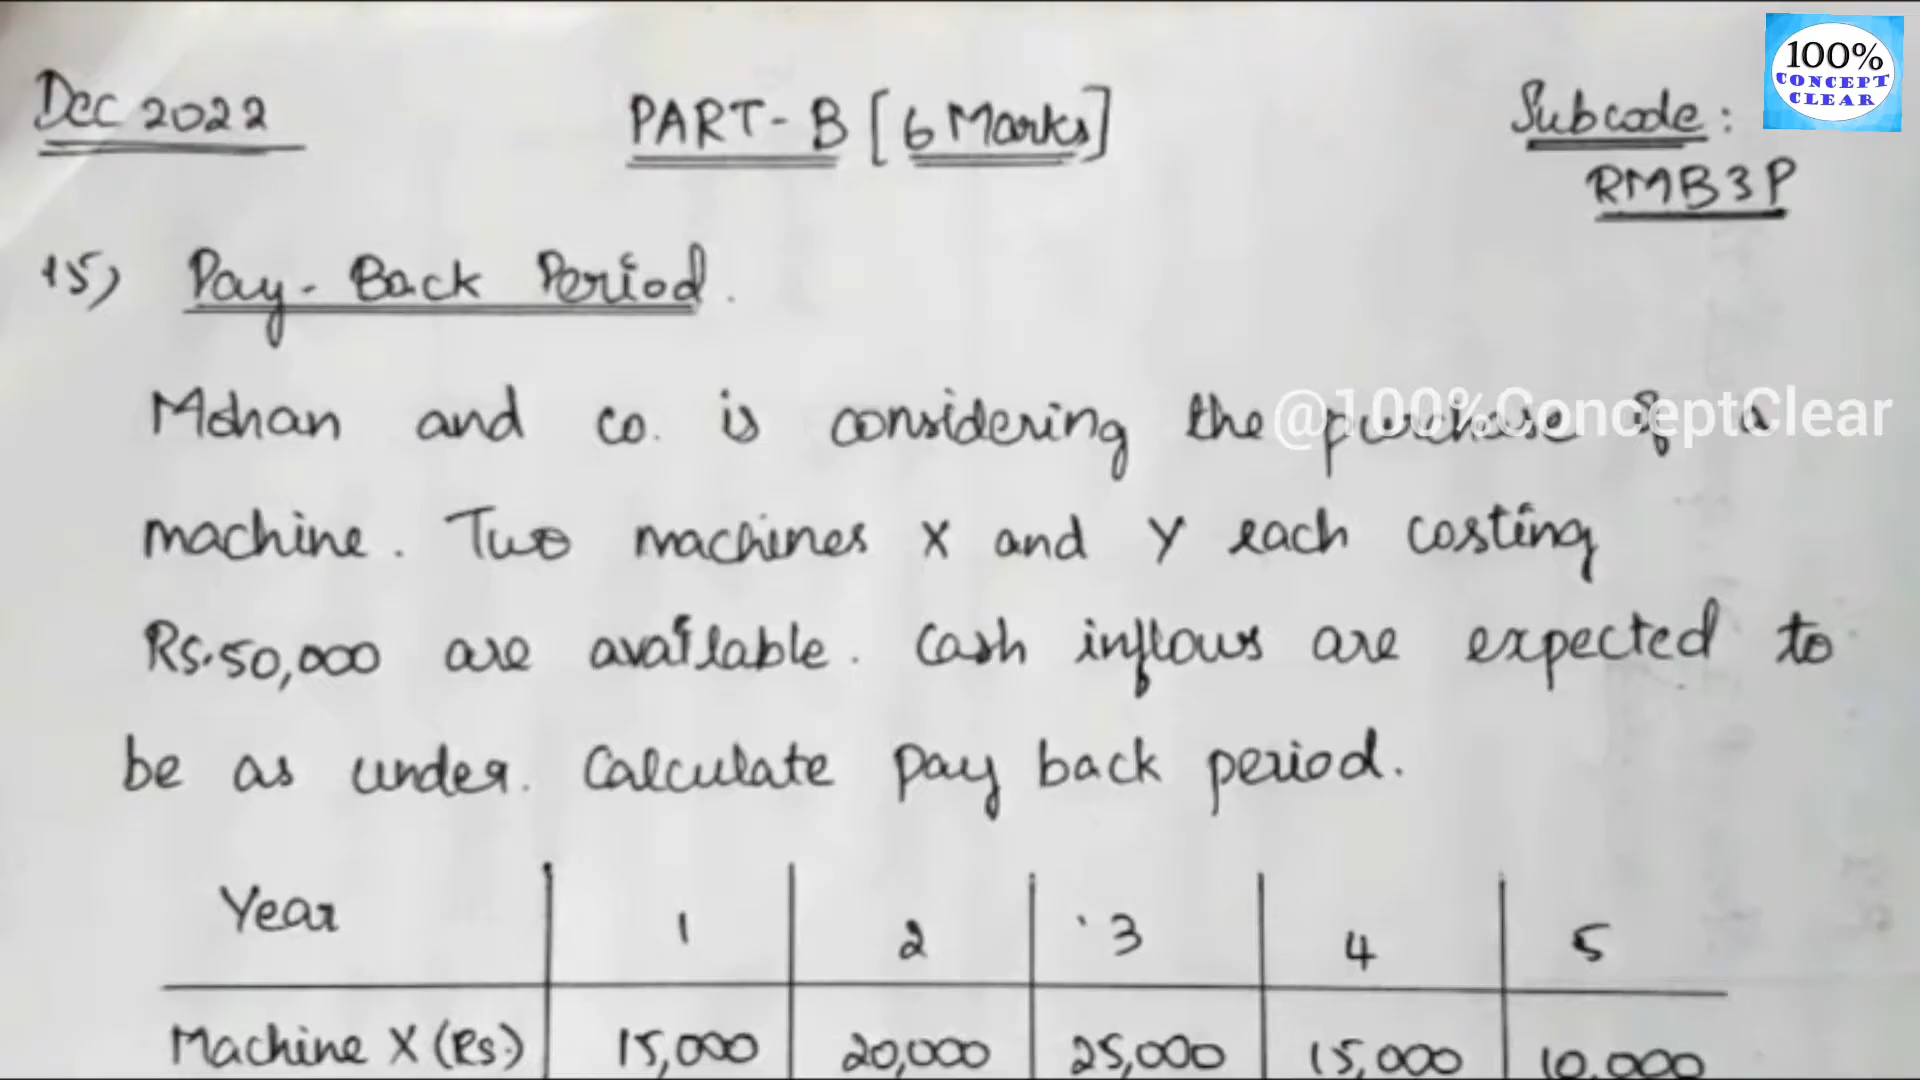 100%
CONCEPT
CLEAR
Dec 2022
PART-B [6 Marks]
Subcode:
RMB3P
15) Pay-Back Period.
Mohan and co. is considering the purchase of a
@100%ConceptClear
machine. Two machines X and Y each costing
Rs.50,000 are available. Cash inflows are expected to
be as under. Calculate pay back period.
Year 1 2 3 4 5
Machine X (Rs.) 15,000 20,000 25,000 15,000 10,000